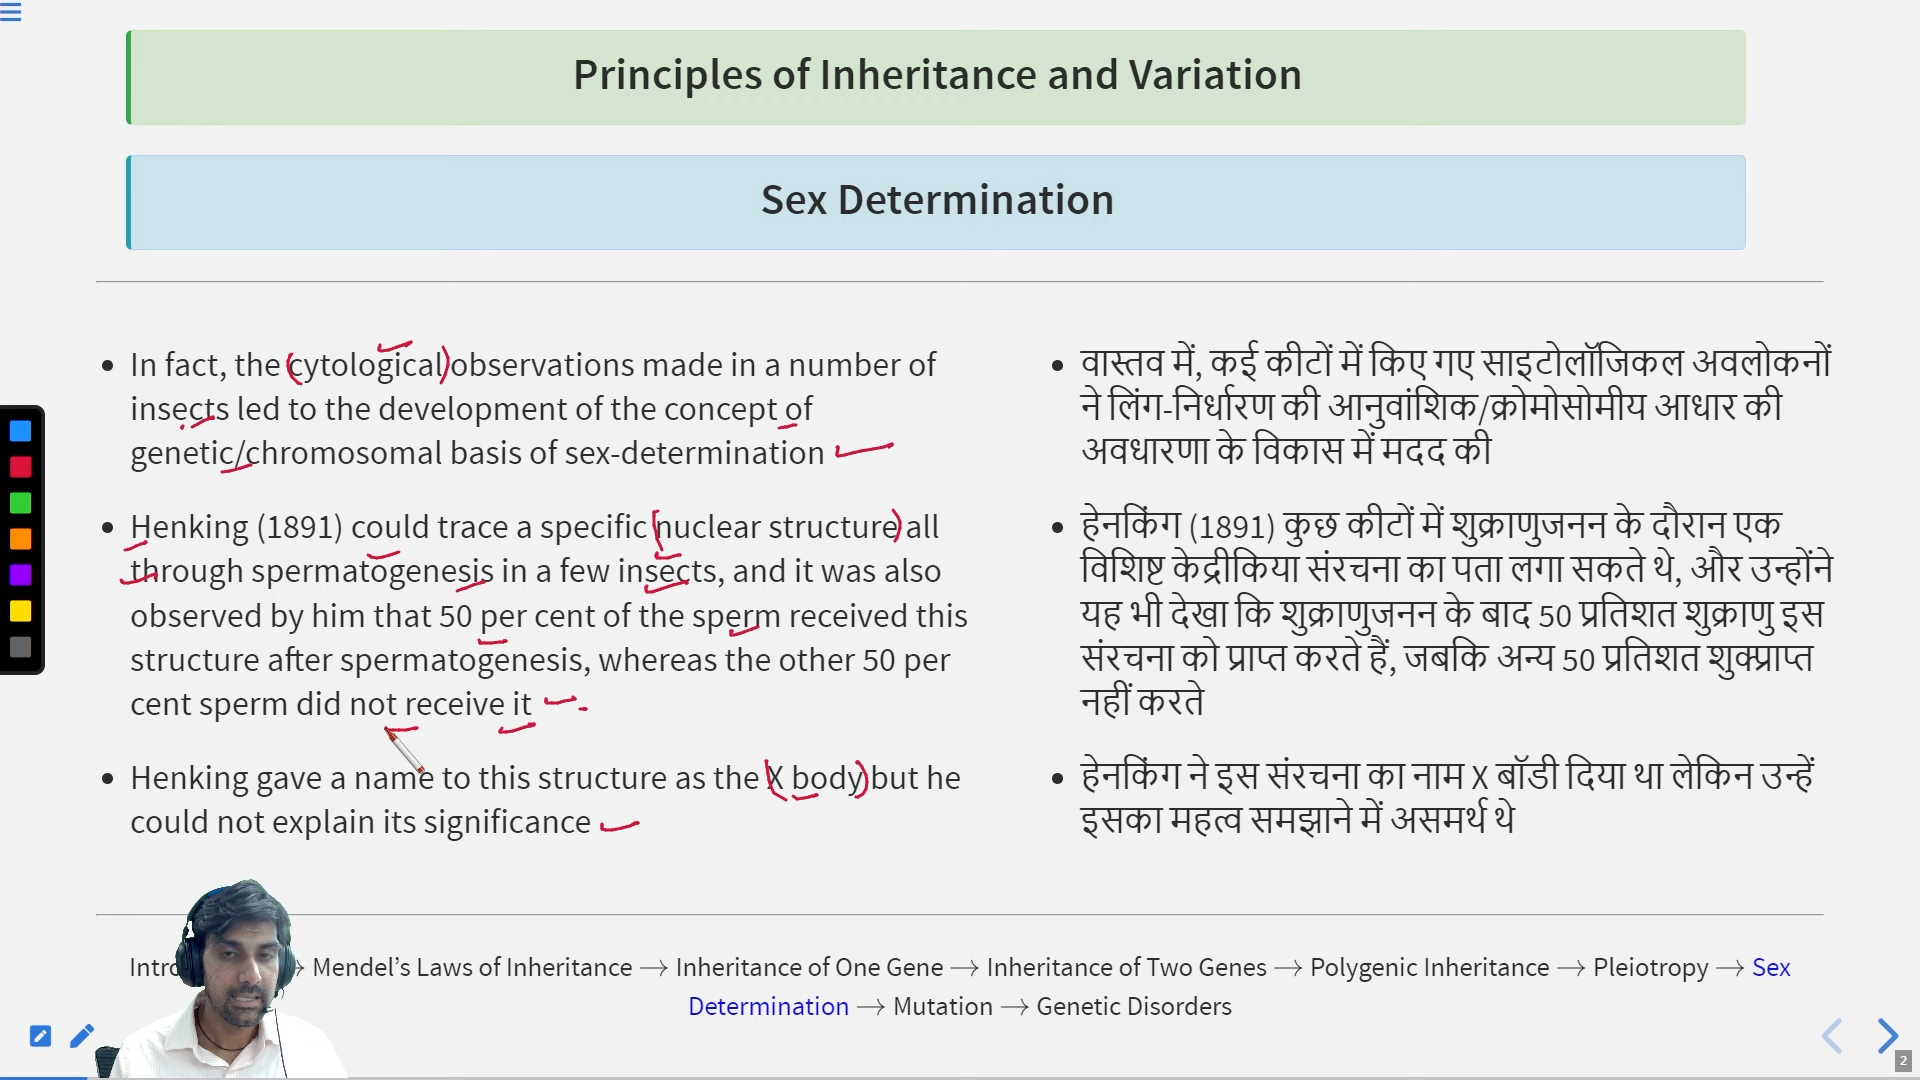 Principles of Inheritance and Variation
Sex Determination
In fact, the cytological observations made in a number of
insects led to the development of the concept of
genetic/chromosomal basis of sex-determination
Henking (1891) could trace a specific nuclear structure all
through spermatogenesis in a few insects, and it was also
observed by him that 50 per cent of the sperm received this
structure after spermatogenesis, whereas the other 50 per
cent sperm did not receive it
Henking gave a name to this structure as the X body but he
could not explain its significance
वास्तव में, कई कीटों में किए गए साइटोलॉजिकल अवलोकनों
ने लिंग-निर्धारण की आनुवांशिक/क्रोमोसोमीय आधार की
अवधारणा के विकास में मदद की
हेनकिंग (1891) कुछ कीटों में शुक्राणुजनन के दौरान एक
विशिष्ट केद्रीकिया संरचना का पता लगा सकते थे, और उन्होंने
यह भी देखा कि शुक्राणुजनन के बाद 50 प्रतिशत शुक्राणु इस
संरचना को प्राप्त करते हैं, जबकि अन्य 50 प्रतिशत शुक्प्राप्त
नहीं करते
हेनकिंग ने इस संरचना का नाम X बॉडी दिया था लेकिन उन्हें
इसका महत्व समझाने में असमर्थ थे
→ Mendel’s Laws of Inheritance → Inheritance of One Gene → Inheritance of Two Genes → Polygenic Inheritance → Pleiotropy → Sex
Determination → Mutation → Genetic Disorders
2